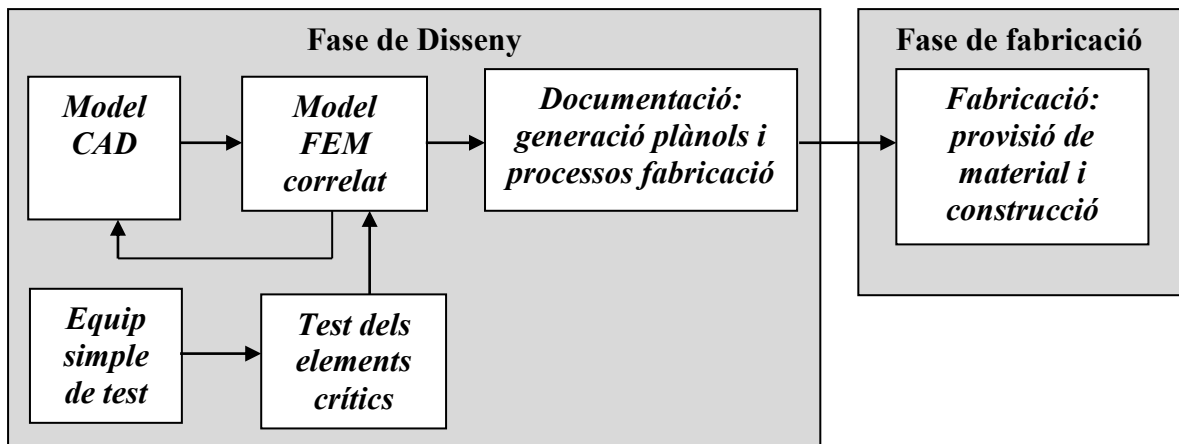 Fase de Disseny
Model
CAD
Model
FEM
correlat
Documentació:
generació plànols i
processos fabricació
Equip
simple
de test
Test dels
elements
crítics
Fase de fabricació
Fabricació:
provisió de
material i
construcció